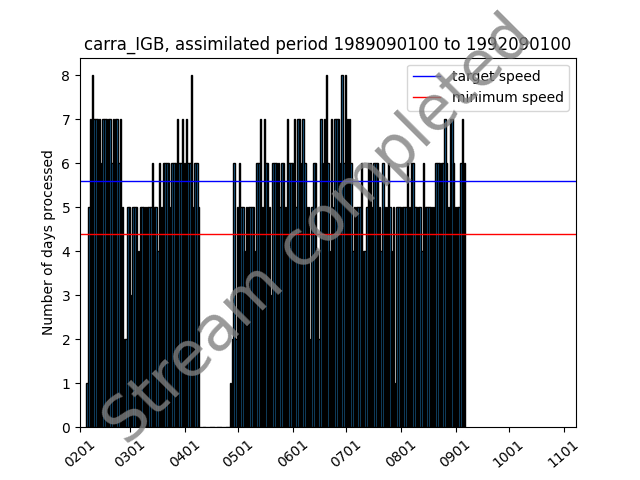 carra_IGB, assimilated period 1989090100 to 1992090100
target speed
minimum speed
Number of days processed
8
7
6
5
4
3
2
1
0
0201 0301 0401 0501 0601 0701 0801 0901 1001 1101
Stream completed